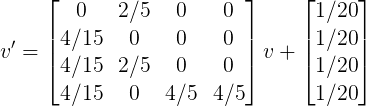 v′ = [ 0 2/5 0 0 ; 4/15 0 0 0 ; 4/15 2/5 0 0 ; 4/15 0 4/5 4/5 ] v + [ 1/20 ; 1/20 ; 1/20 ; 1/20 ]